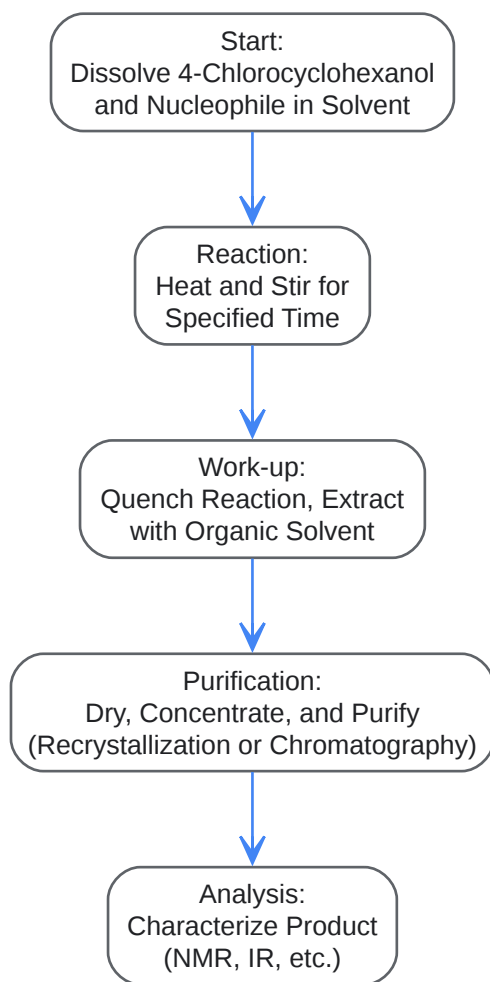 Start:
Dissolve 4-Chlorocyclohexanol
and Nucleophile in Solvent
Reaction:
Heat and Stir for
Specified Time
Work-up:
Quench Reaction, Extract
with Organic Solvent
Purification:
Dry, Concentrate, and Purify
(Recrystallization or Chromatography)
Analysis:
Characterize Product
(NMR, IR, etc.)